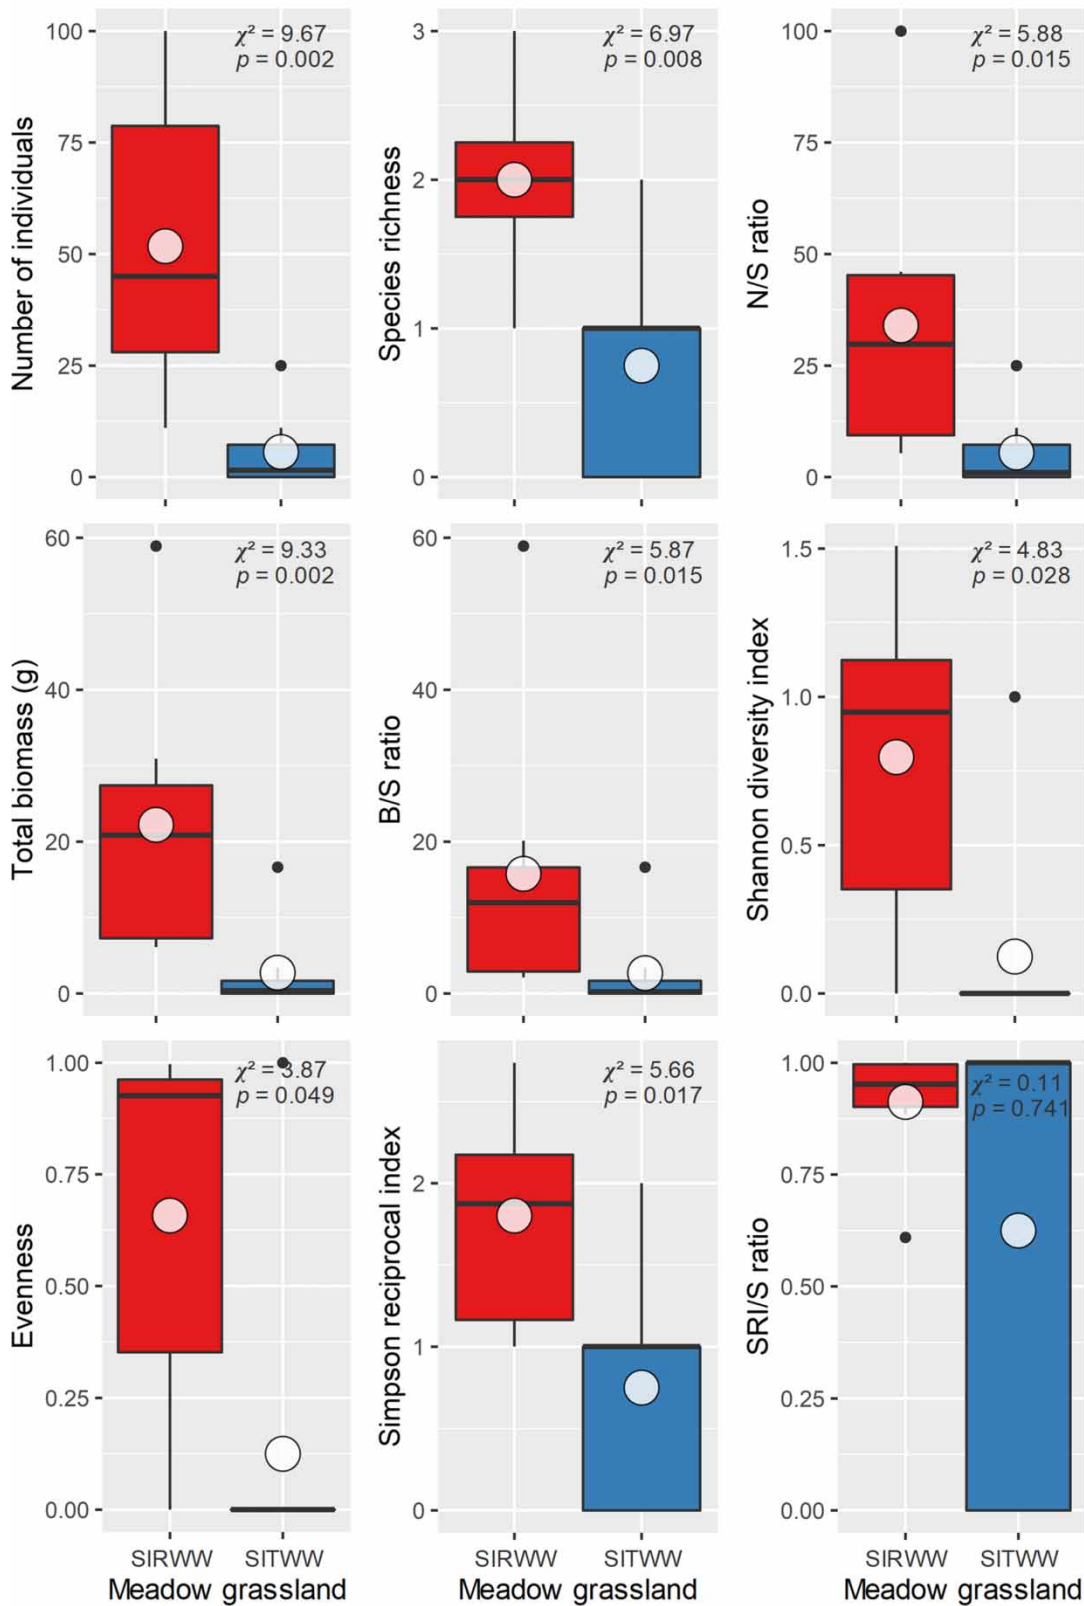 Number of individuals
100
75
50
25
0
χ² = 9.67
p = 0.002
Species richness
3
2
1
0
χ² = 6.97
p = 0.008
N/S ratio
100
75
50
25
0
χ² = 5.88
p = 0.015
Total biomass (g)
60
40
20
0
χ² = 9.33
p = 0.002
B/S ratio
60
40
20
0
χ² = 5.87
p = 0.015
Shannon diversity index
1.5
1.0
0.5
0.0
χ² = 4.83
p = 0.028
Evenness
1.00
0.75
0.50
0.25
0.00
χ² = 3.87
p = 0.049
SIRWW SITWW
Meadow grassland
Simpson reciprocal index
2
1
0
χ² = 5.66
p = 0.017
SIRWW SITWW
Meadow grassland
SRI/S ratio
1.00
0.75
0.50
0.25
0.00
χ² = 0.11
p = 0.741
SIRWW SITWW
Meadow grassland